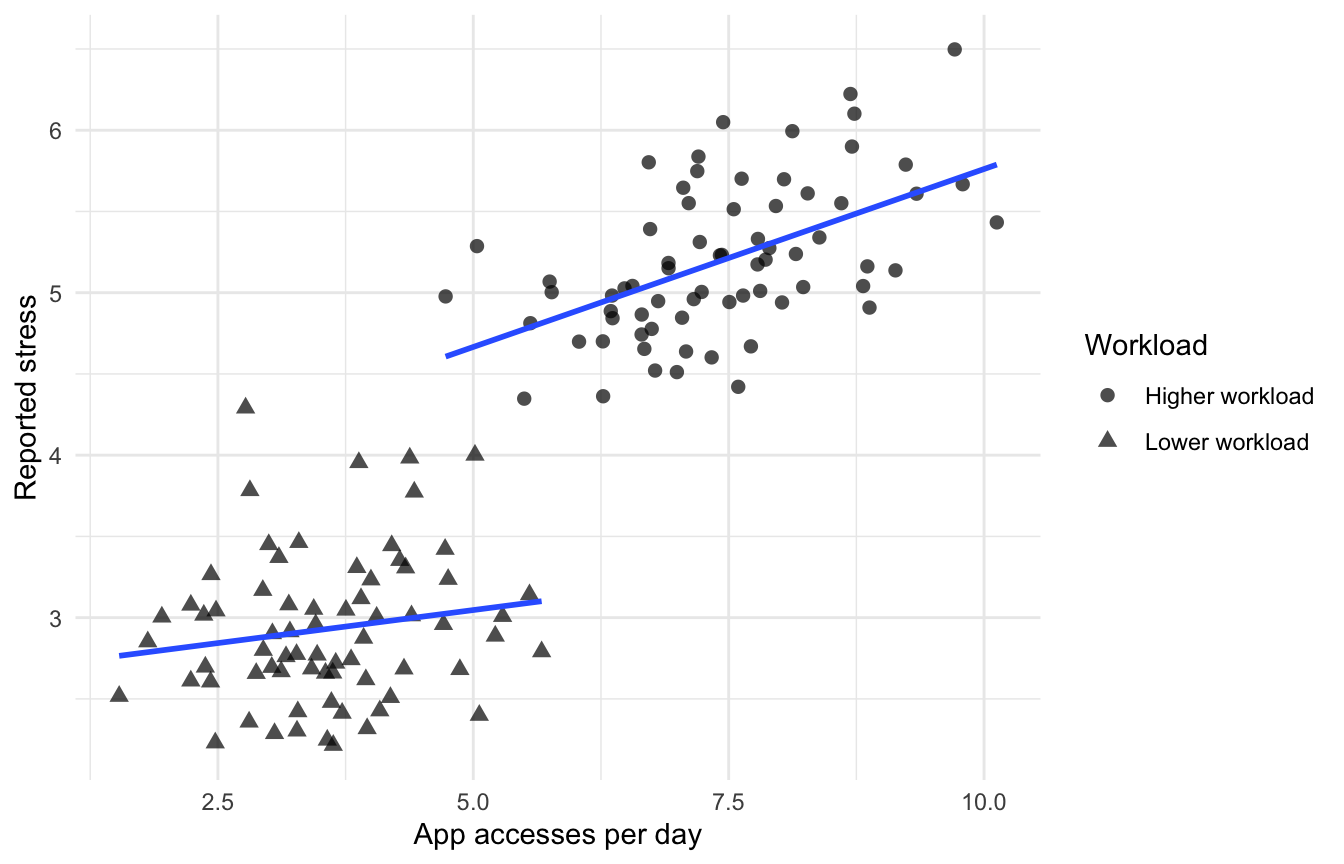 6
5
4
3
Reported stress
2.5 5.0 7.5 10.0
App accesses per day
Workload
Higher workload
Lower workload